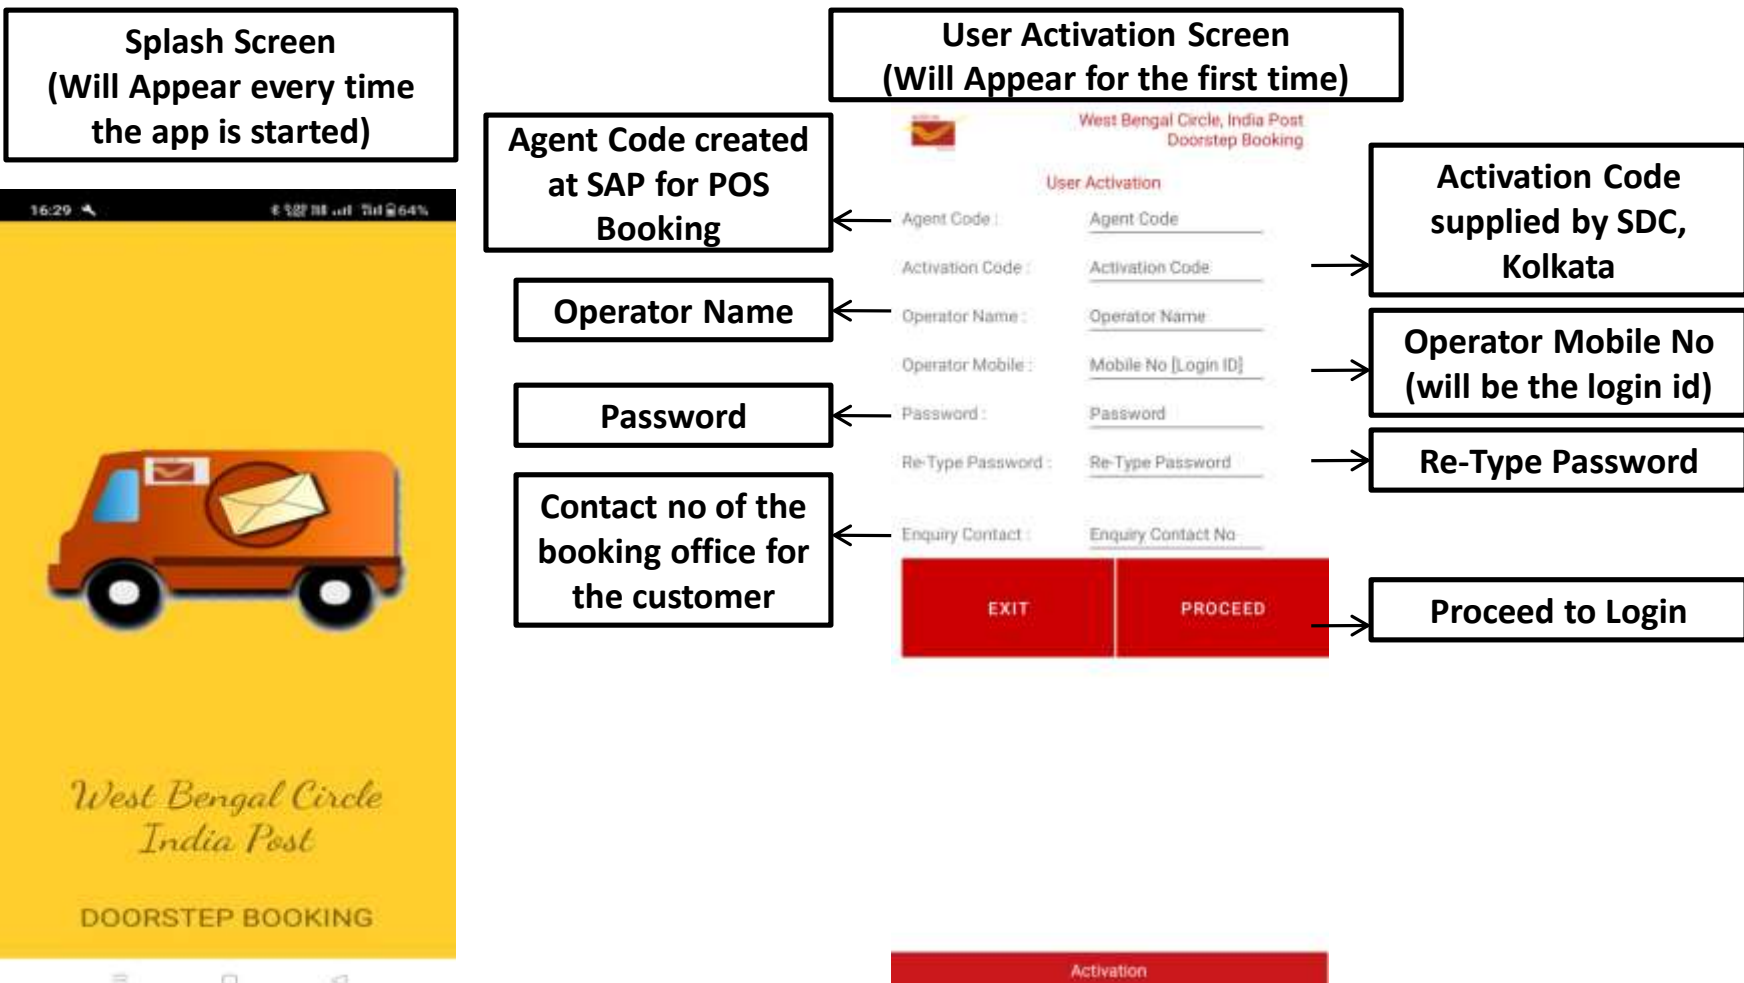 Splash Screen
(Will Appear every time
the app is started)
16:29
64%
West Bengal Circle
India Post
DOORSTEP BOOKING
User Activation Screen
(Will Appear for the first time)
Agent Code created
at SAP for POS
Booking
Operator Name
Password
Contact no of the
booking office for
the customer
West Bengal Circle, India Post
Doorstep Booking
User Activation
Agent Code : Agent Code
Activation Code : Activation Code
Operator Name : Operator Name
Operator Mobile : Mobile No [Login ID]
Password : Password
Re-Type Password : Re-Type Password
Enquiry Contact : Enquiry Contact No
EXIT PROCEED
Activation
Activation Code
supplied by SDC,
Kolkata
Operator Mobile No
(will be the login id)
Re-Type Password
Proceed to Login